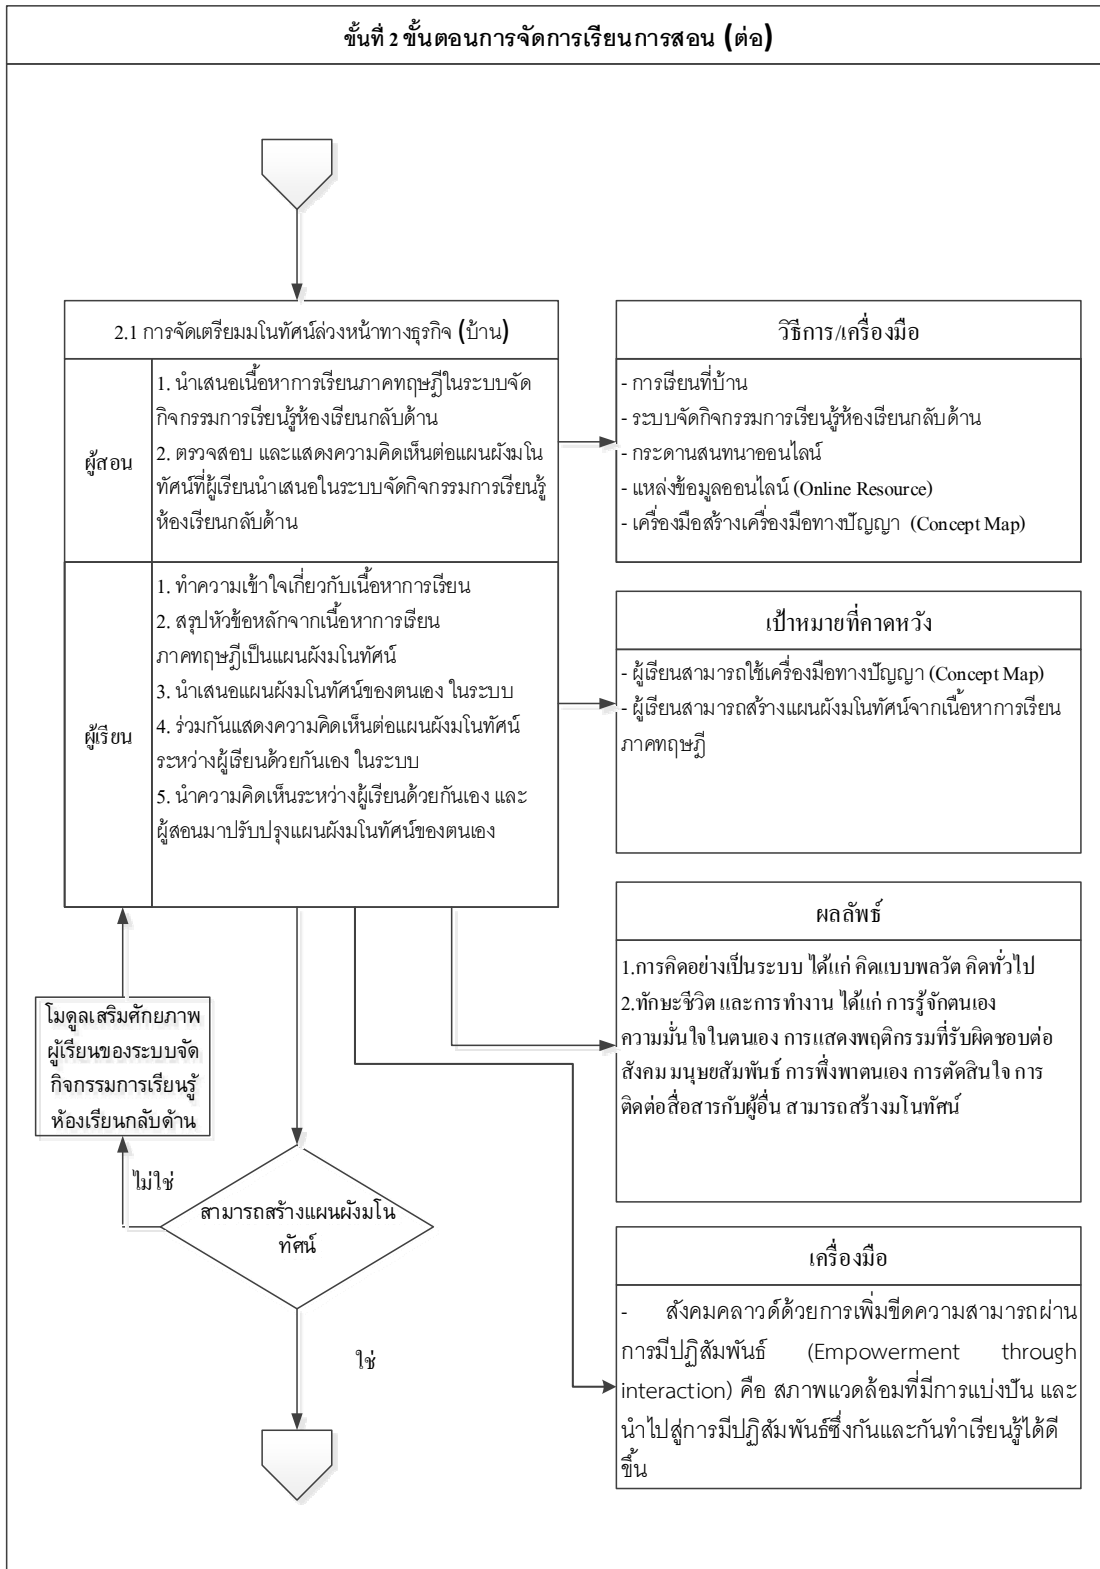 ขั้นที่ 2 ขั้นตอนการจัดการเรียนการสอน (ต่อ)
2.1 การจัดเตรียมมโนทัศน์ล่วงหน้าทางธุรกิจ (บ้าน)
ผู้สอน
1. นำเสนอเนื้อหาการเรียนภาคทฤษฎีในระบบจัด
กิจกรรมการเรียนรู้ห้องเรียนกลับด้าน
2. ตรวจสอบ และแสดงความคิดเห็นต่อแผนผังมโน
ทัศน์ที่ผู้เรียนนำเสนอในระบบจัดกิจกรรมการเรียนรู้
ห้องเรียนกลับด้าน
ผู้เรียน
1. ทำความเข้าใจเกี่ยวกับเนื้อหาการเรียน
2. สรุปหัวข้อหลักจากเนื้อหาการเรียน
ภาคทฤษฎีเป็นแผนผังมโนทัศน์
3. นำเสนอแผนผังมโนทัศน์ของตนเอง ในระบบ
4. ร่วมกันแสดงความคิดเห็นต่อแผนผังมโนทัศน์
ระหว่างผู้เรียนด้วยกันเอง ในระบบ
5. นำความคิดเห็นระหว่างผู้เรียนด้วยกันเอง และ
ผู้สอนมาปรับปรุงแผนผังมโนทัศน์ของตนเอง
วิธีการ/เครื่องมือ
- การเรียนที่บ้าน
- ระบบจัดกิจกรรมการเรียนรู้ห้องเรียนกลับด้าน
- กระดานสนทนาออนไลน์
- แหล่งข้อมูลออนไลน์ (Online Resource)
- เครื่องมือสร้างเครื่องมือทางปัญญา (Concept Map)
เป้าหมายที่คาดหวัง
- ผู้เรียนสามารถใช้เครื่องมือทางปัญญา (Concept Map)
- ผู้เรียนสามารถสร้างแผนผังมโนทัศน์จากเนื้อหาการเรียน
ภาคทฤษฎี
ผลลัพธ์
1.การคิดอย่างเป็นระบบ ได้แก่ คิดแบบพลวัต คิดทั่วไป
2.ทักษะชีวิต และการทำงาน ได้แก่ การรู้จักตนเอง
ความมั่นใจในตนเอง การแสดงพฤติกรรมที่รับผิดชอบต่อ
สังคม มนุษยสัมพันธ์ การพึ่งพาตนเอง การตัดสินใจ การ
ติดต่อสื่อสารกับผู้อื่น สามารถสร้างมโนทัศน์
โมดูลเสริมศักยภาพ
ผู้เรียนของระบบจัด
กิจกรรมการเรียนรู้
ห้องเรียนกลับด้าน
ไม่ใช่
สามารถสร้างแผนผังมโน
ทัศน์
ใช่
เครื่องมือ
- สังคมคลาวด์ด้วยการเพิ่มขีดความสามารถผ่าน
การมีปฏิสัมพันธ์ (Empowerment through
interaction) คือ สภาพแวดล้อมที่มีการแบ่งปัน และ
นำไปสู่การมีปฏิสัมพันธ์ซึ่งกันและกันทำเรียนรู้ได้ดี
ขึ้น